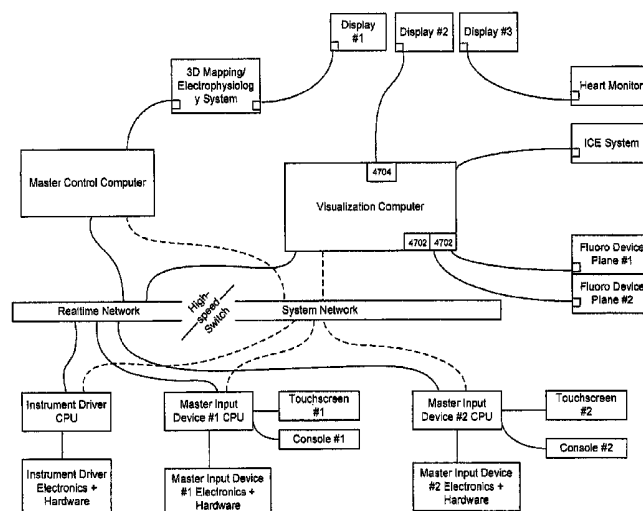 Display
#1
Display #2
Display #3
3D Mapping/
Electrophysiolog
y System
Heart Monitor
ICE System
Master Control Computer
4704
Visualization Computer
4702
4702
Fluoro Device
Plane #1
Fluoro Device
Plane #2
Realtime Network
High-
speed
Switch
System Network
Instrument Driver
CPU
Master Input
Device #1 CPU
Touchscreen
#1
Console #1
Master Input
Device #2 CPU
Touchscreen
#2
Console #2
Instrument Driver
Electronics +
Hardware
Master Input Device
#1 Electronics +
Hardware
Master Input Device
#2 Electronics +
Hardware